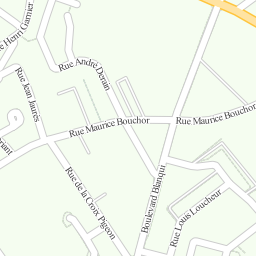 Rue Henri Garnier
Rue André Derain
Rue Jean Jaurès
Rue Maurice Bouchor
Rue Maurice Bouchor
Rue de la Croix Pigeon
Boulevard Blanqui
Rue Louis Loucheur